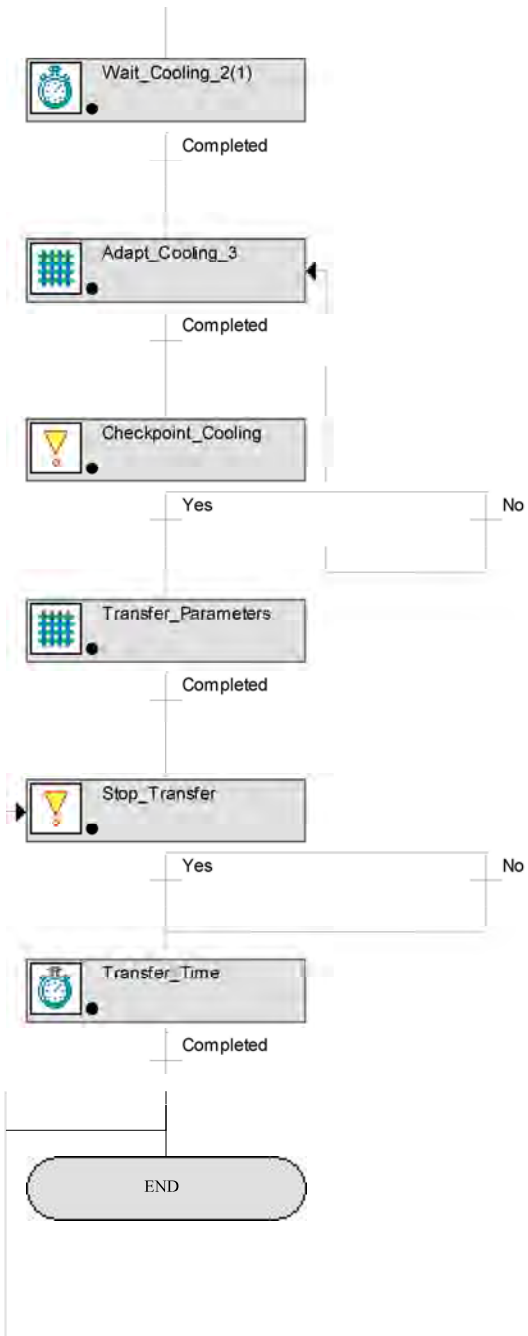 Wait_Cooling_2(1)
Completed
Adapt_Cooling_3
Completed
Checkpoint_Cooling
Yes No
Transfer_Parameters
Completed
Stop_Transfer
Yes No
Transfer_Time
Completed
END